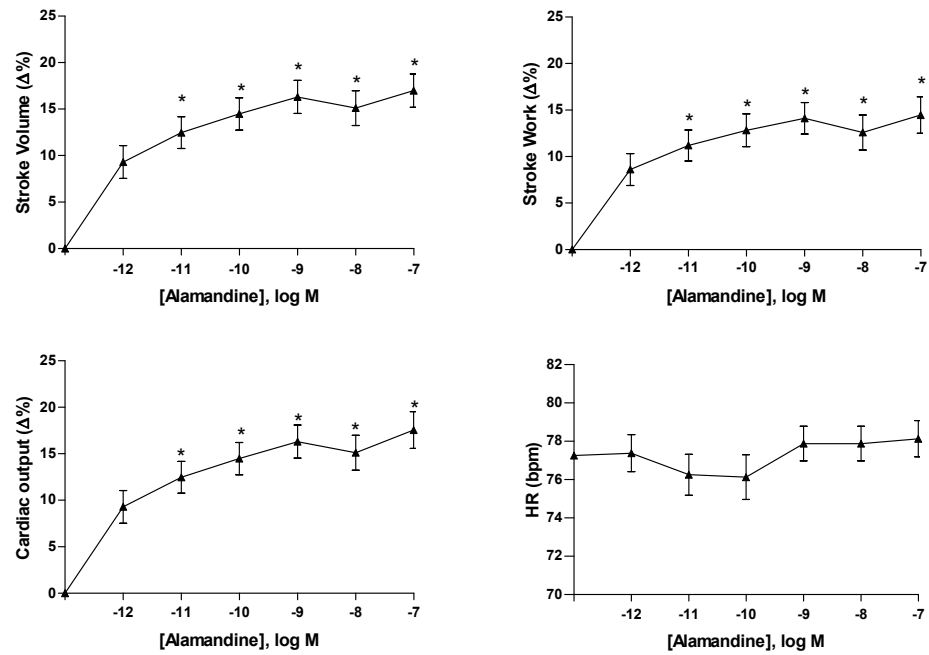 Stroke Volume (Δ%)
25
20
15
10
5
0
* * * * *
-12 -11 -10 -9 -8 -7
[Alamandine], log M
Stroke Work (Δ%)
25
20
15
10
5
0
* * * * *
-12 -11 -10 -9 -8 -7
[Alamandine], log M
Cardiac output (Δ%)
25
20
15
10
5
0
* * * * *
-12 -11 -10 -9 -8 -7
[Alamandine], log M
HR (bpm)
82
80
78
76
74
72
70
-12 -11 -10 -9 -8 -7
[Alamandine], log M